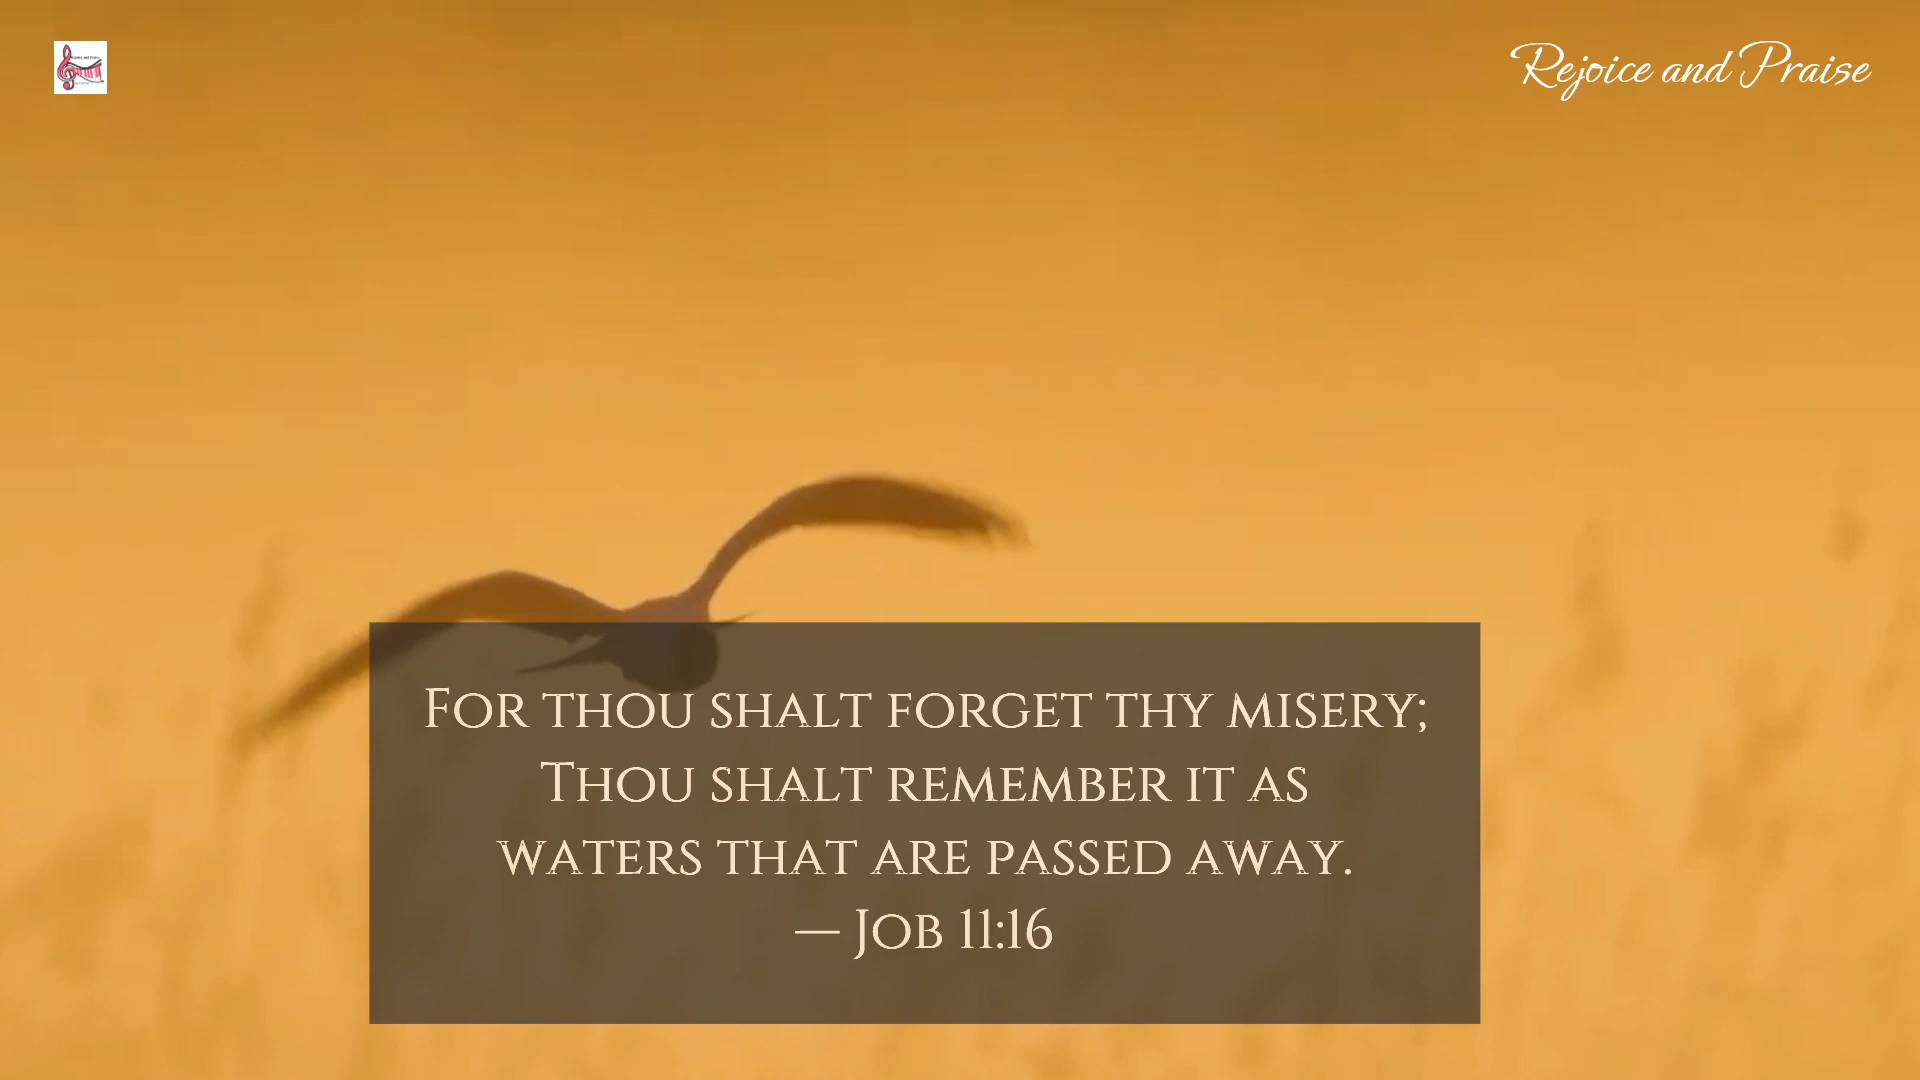 Rejoice and Praise
For thou shalt forget thy misery;
Thou shalt remember it as
waters that are passed away.
— Job 11:16